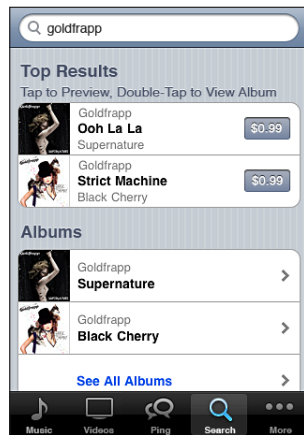 goldfrapp
Top Results
Tap to Preview, Double-Tap to View Album
Goldfrapp
Ooh La La
$0.99
Supernature
Goldfrapp
Strict Machine
$0.99
Black Cherry
Albums
Goldfrapp
Supernature
Goldfrapp
Black Cherry
See All Albums
Music Videos Ping Search More